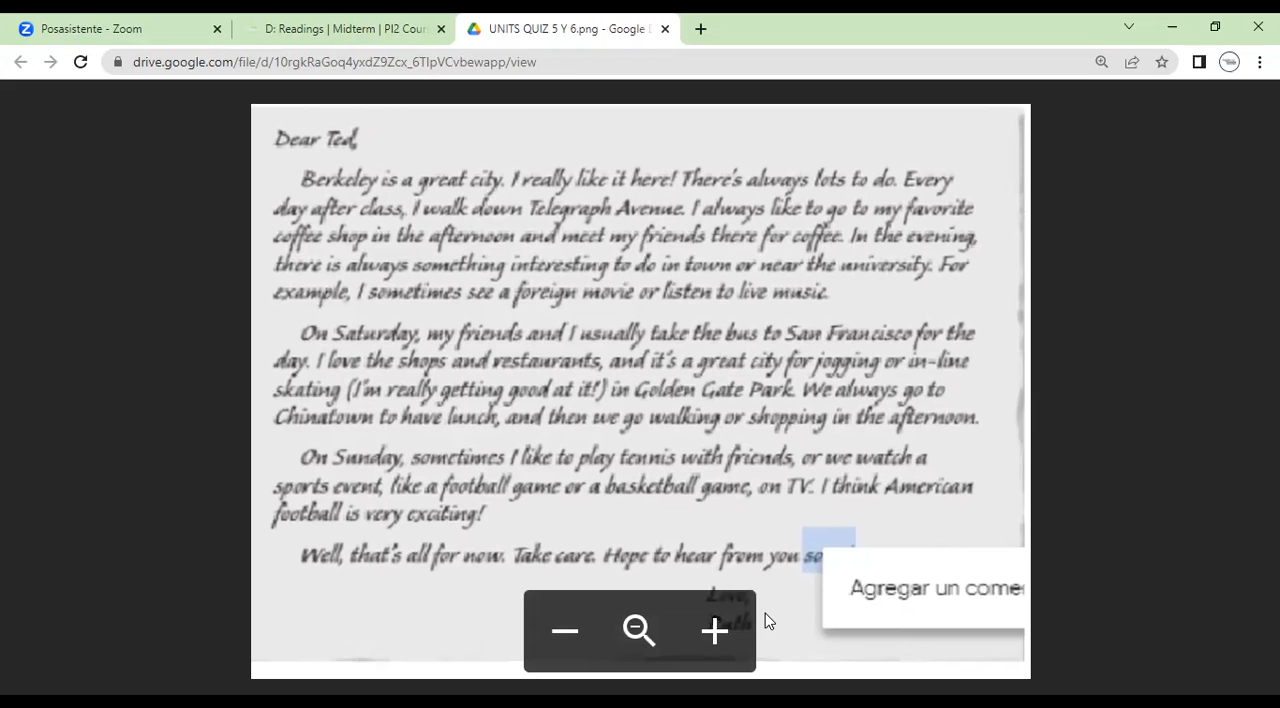 Posasistente - Zoom
D: Readings | Midterm | PI2 Cour
UNITS QUIZ 5 Y 6.png - Google D
drive.google.com/file/d/10rgkRaGoq4yxdZ9Zcx_6TlpVCvbewapp/view
Dear Ted,
Berkeley is a great city. I really like it here! There's always lots to do. Every
day after class, I walk down Telegraph Avenue. I always like to go to my favorite
coffee shop in the afternoon and meet my friends there for coffee. In the evening,
there is always something interesting to do in town or near the university. For
example, I sometimes see a foreign movie or listen to live music.
On Saturday, my friends and I usually take the bus to San Francisco for the
day. I love the shops and restaurants, and it's a great city for jogging or in-line
skating (I'm really getting good at it!) in Golden Gate Park. We always go to
Chinatown to have lunch, and then we go walking or shopping in the afternoon.
On Sunday, sometimes I like to play tennis with friends, or we watch a
sports event, like a football game or a basketball game, on TV. I think American
football is very exciting!
Well, that's all for now. Take care. Hope to hear from you so
Agregar un come
Love,
Ruth